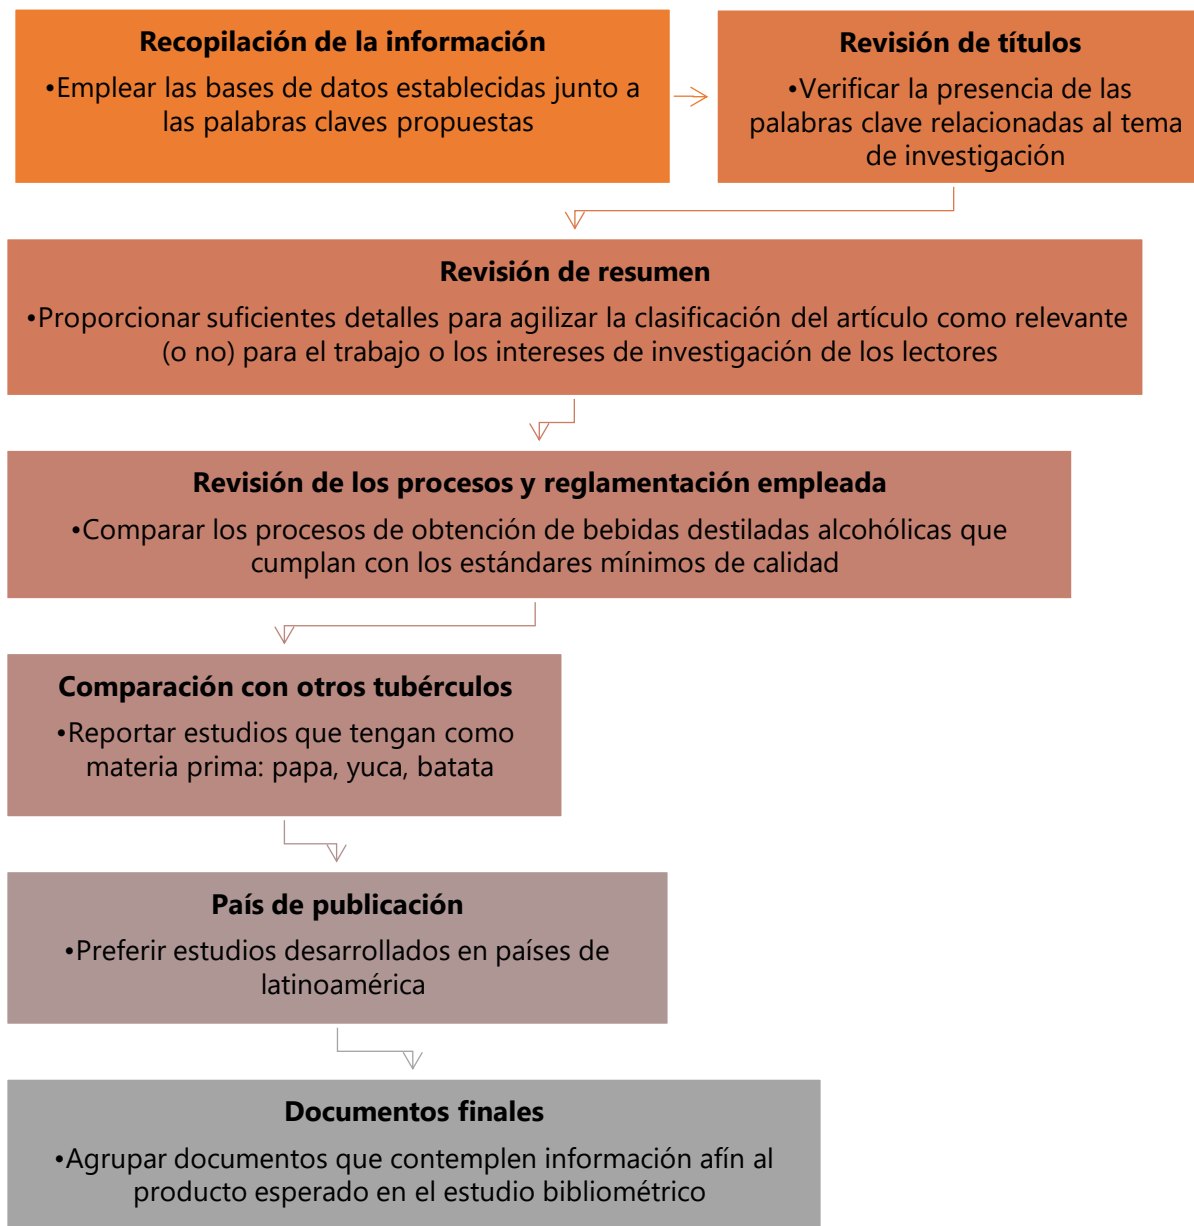 Recopilación de la información
•Emplear las bases de datos establecidas junto a
las palabras claves propuestas
Revisión de títulos
•Verificar la presencia de las
palabras clave relacionadas al tema
de investigación
Revisión de resumen
•Proporcionar suficientes detalles para agilizar la clasificación del artículo como relevante
(o no) para el trabajo o los intereses de investigación de los lectores
Revisión de los procesos y reglamentación empleada
•Comparar los procesos de obtención de bebidas destiladas alcohólicas que
cumplan con los estándares mínimos de calidad
Comparación con otros tubérculos
•Reportar estudios que tengan como
materia prima: papa, yuca, batata
País de publicación
•Preferir estudios desarrollados en países de
latinoamérica
Documentos finales
•Agrupar documentos que contemplen información afín al
producto esperado en el estudio bibliométrico